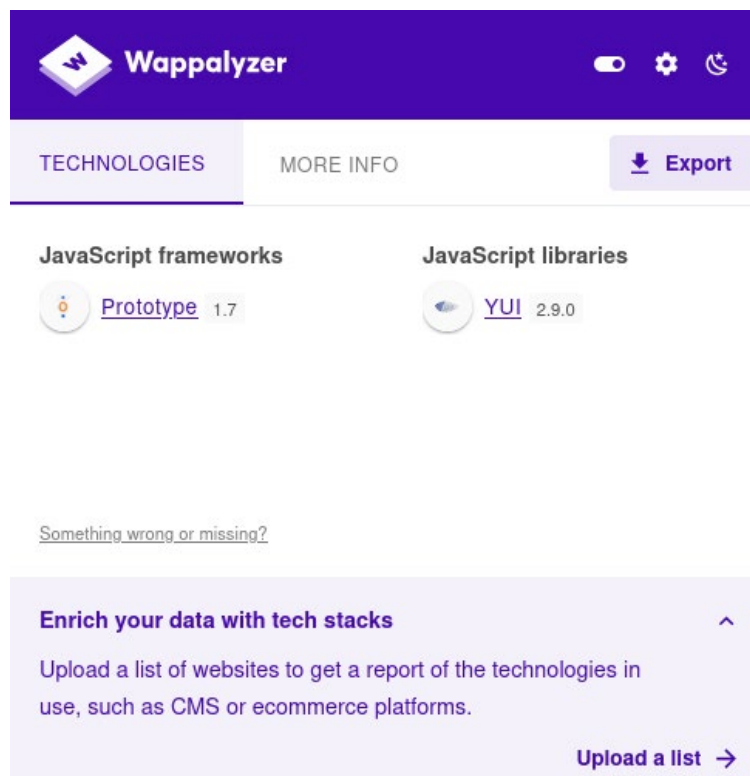 Wappalyzer
TECHNOLOGIES
MORE INFO
Export
JavaScript frameworks
Prototype 1.7
JavaScript libraries
YUI 2.9.0
Something wrong or missing?
Enrich your data with tech stacks
Upload a list of websites to get a report of the technologies in
use, such as CMS or ecommerce platforms.
Upload a list